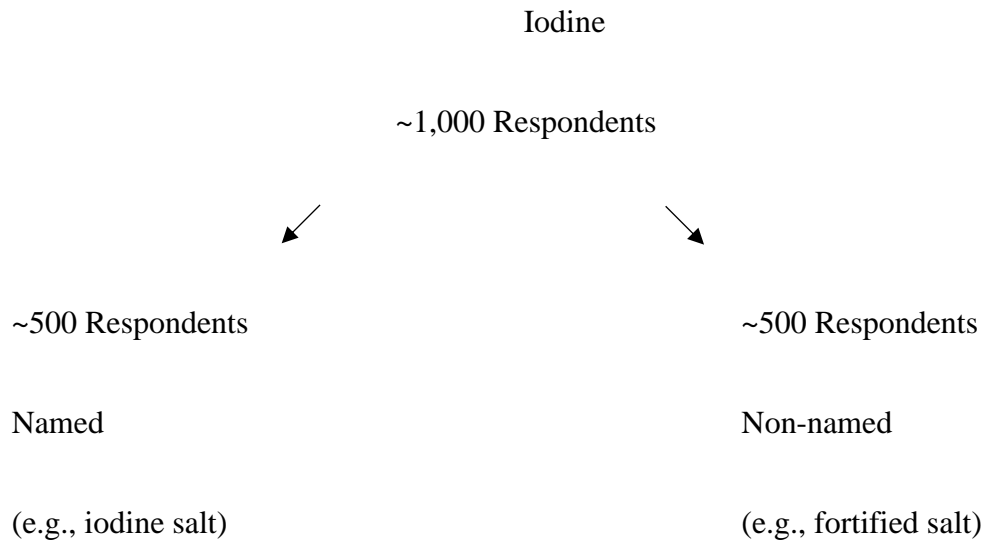 Iodine
~1,000 Respondents
~500 Respondents
Named
(e.g., iodine salt)
~500 Respondents
Non-named
(e.g., fortified salt)